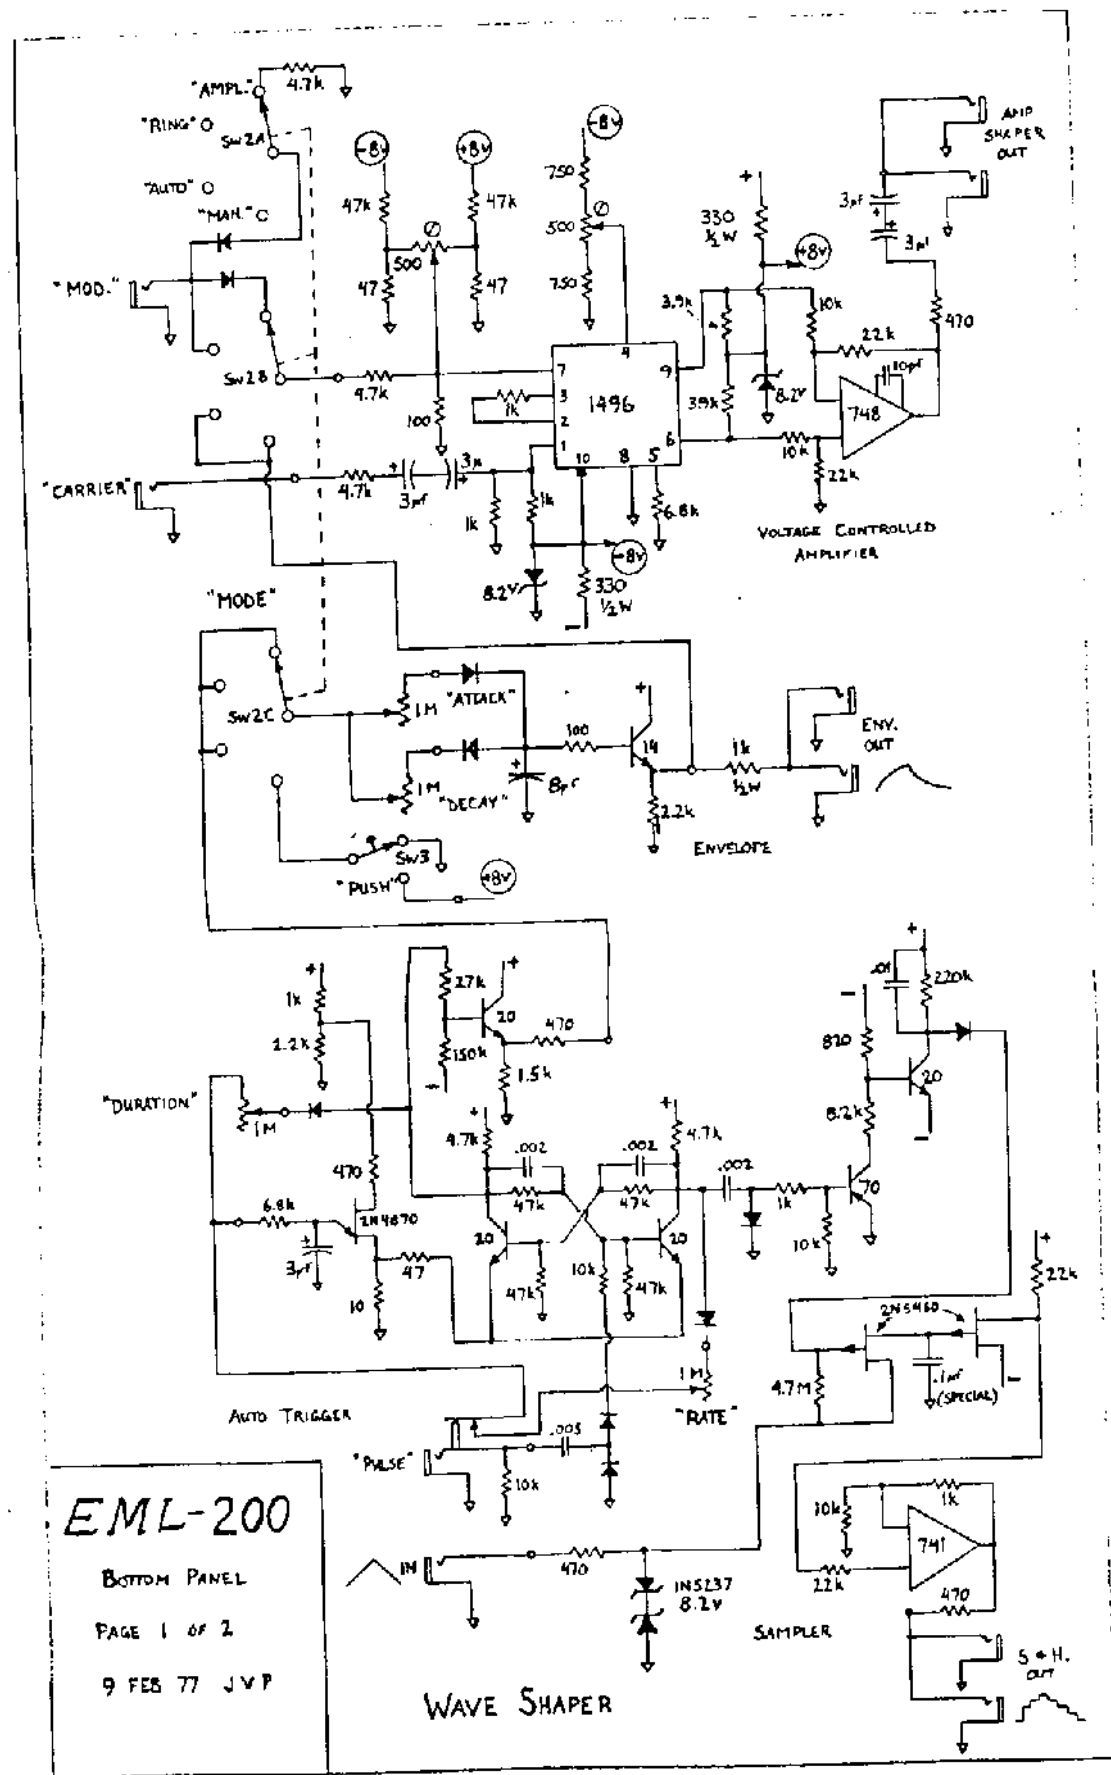 "AMPL."
4.7k
"RING"
SW2A
"AUTO"
"MAN."
"MOD."
SW2B
-8v
+8v
47k
47k
500
47
47
4.7k
100
-8v
750
500
750
4
7
3
2
1
10
8
5
6
9
1496
1k
+
330
½W
+8v
3.9k
3.9k
8.2V
10k
22k
10pf
748
10k
22k
470
3µf
+
+
AMP
SHAPER
OUT
"CARRIER"
4.7k
+
3µf
+
1k
1k
8.2V
-8v
330
½W
6.8k
VOLTAGE CONTROLLED
AMPLIFIER
"MODE"
SW2C
1M
"ATTACK"
1M
"DECAY"
+
8µf
100
+
14
2.2k
1k
½W
ENV.
OUT
ENVELOPE
SW3
"PUSH"
+8v
+
1k
2.2k
"DURATION"
1M
27k
150k
+
20
470
1.5k
+
4.7k
.002
47k
.002
47k
+
4.7k
20
20
47k
10k
47k
470
2N4870
6.8k
+
3µf
47
10
.002
1k
10k
70
820
8.2k
.01
+
220k
20
+
22k
2N5460
4.7M
.1µf
(SPECIAL)
1M
"RATE"
AUTO TRIGGER
"PULSE"
.005
10k
470
1N5237
8.2V
10k
1k
741
22k
470
SAMPLER
S & H.
OUT
EML-200
BOTTOM PANEL
PAGE 1 OF 2
9 FEB 77 JVP
WAVE SHAPER